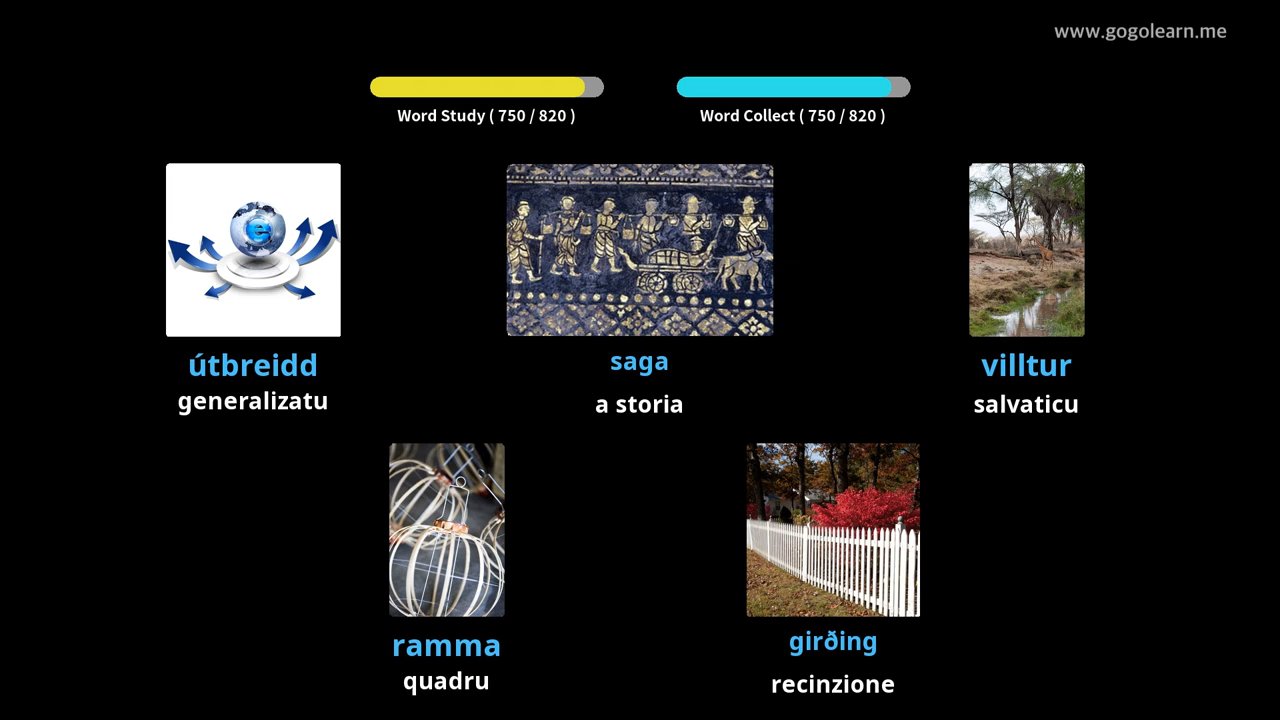 www.gogolearn.me
Word Study ( 750 / 820 )
Word Collect ( 750 / 820 )
e
útbreidd
generalizatu
saga
a storia
villtur
salvaticu
ramma
quadru
girðing
recinzione